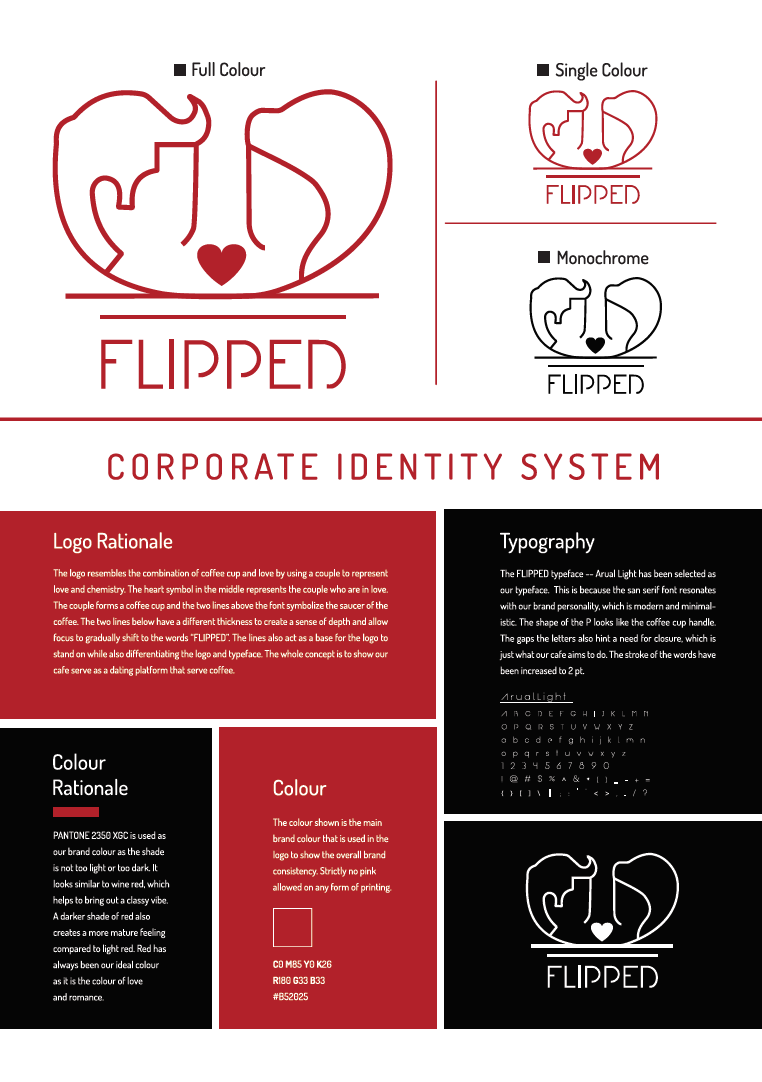 Full Colour
FLIPPED
Single Colour
FLIPPED
Monochrome
FLIPPED
CORPORATE IDENTITY SYSTEM
Logo Rationale
The logo resembles the combination of coffee cup and love by using a couple to represent
love and chemistry. The heart symbol in the middle represents the couple who are in love.
The couple forms a coffee cup and the two lines above the font symbolize the saucer of the
coffee. The two lines below have a different thickness to create a sense of depth and allow
focus to gradually shift to the words "FLIPPED". The lines also act as a base for the logo to
stand on while also differentiating the logo and typeface. The whole concept is to show our
cafe serve as a dating platform that serve coffee.
Typography
The FLIPPED typeface -- Arual Light has been selected as
our typeface. This is because the san serif font resonates
with our brand personality, which is modern and minimal-
istic. The shape of the P looks like the coffee cup handle.
The gaps the letters also hint a need for closure, which is
just what our cafe aims to do. The stroke of the words have
been increased to 2 pt.
ArualLight
A B C D E F G H I J K L M N
O P Q R S T U V W X Y Z
a b c d e f g h i j k l m n
o p q r s t u v w x y z
1 2 3 4 5 6 7 8 9 0
! @ # $ % ^ & * ( ) _ - + =
{ } [ ] \ | ; : ' " < > , . / ?
Colour
Rationale
PANTONE 2350 XGC is used as
our brand colour as the shade
is not too light or too dark. It
looks similar to wine red, which
helps to bring out a classy vibe.
A darker shade of red also
creates a more mature feeling
compared to light red. Red has
always been our ideal colour
as it is the colour of love
and romance.
Colour
The colour shown is the main
brand colour that is used in the
logo to show the overall brand
consistency. Strictly no pink
allowed on any form of printing.
C0 M85 Y0 K26
R180 G33 B33
#B52025
FLIPPED